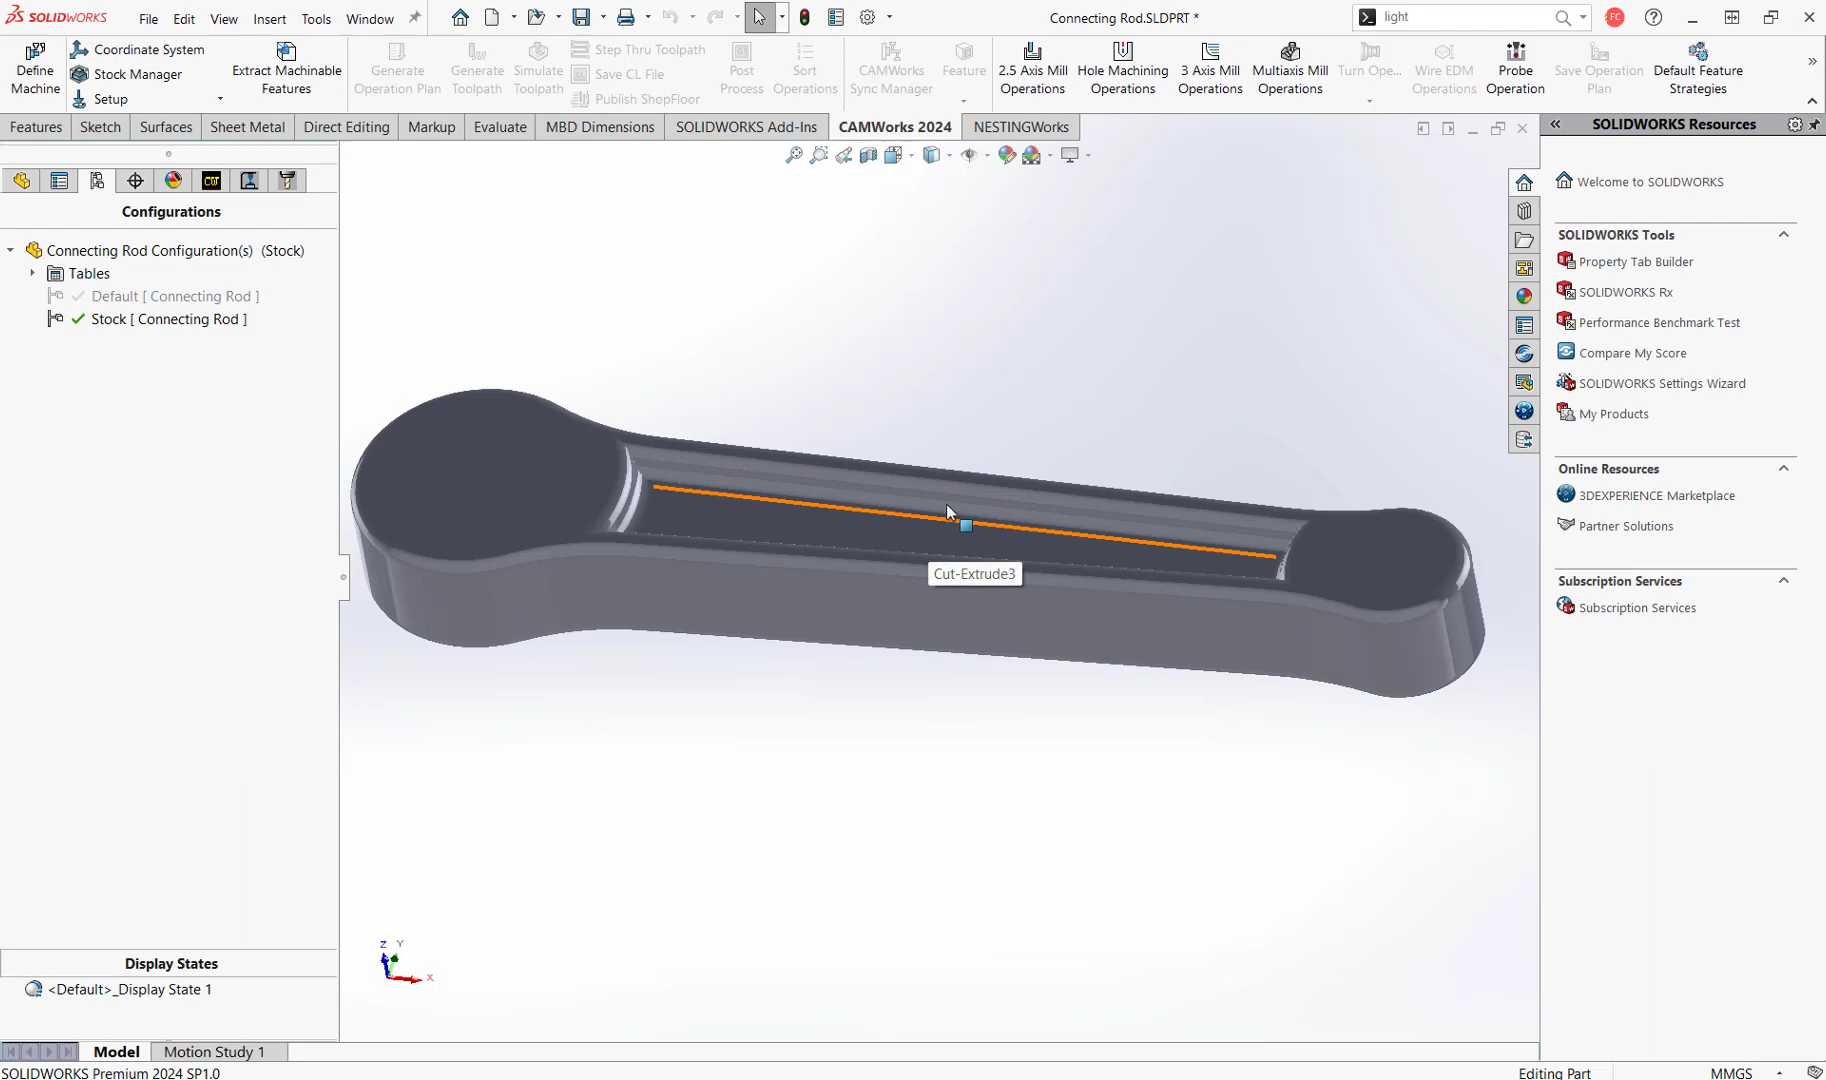 SOLIDWORKS File Edit View Insert Tools Window
Connecting Rod.SLDPRT *
light
FC
Define Machine
Coordinate System
Stock Manager
Setup
Extract Machinable Features
Generate Operation Plan
Generate Toolpath
Simulate Toolpath
Step Thru Toolpath
Save CL File
Publish ShopFloor
Post Process
Sort Operations
CAMWorks Sync Manager
Feature
2.5 Axis Mill Operations
Hole Machining Operations
3 Axis Mill Operations
Multiaxis Mill Operations
Turn Ope...
Wire EDM Operations
Probe Operation
Save Operation Plan
Default Feature Strategies
Features Sketch Surfaces Sheet Metal Direct Editing Markup Evaluate MBD Dimensions SOLIDWORKS Add-Ins CAMWorks 2024 NESTINGWorks
Configurations
Connecting Rod Configuration(s) (Stock)
Tables
Default [ Connecting Rod ]
Stock [ Connecting Rod ]
Cut-Extrude3
Z Y
X
Display States
<Default>_Display State 1
Model Motion Study 1
SOLIDWORKS Premium 2024 SP1.0
Editing Part
MMGS
SOLIDWORKS Resources
Welcome to SOLIDWORKS
SOLIDWORKS Tools
Property Tab Builder
SOLIDWORKS Rx
Performance Benchmark Test
Compare My Score
SOLIDWORKS Settings Wizard
My Products
Online Resources
3DEXPERIENCE Marketplace
Partner Solutions
Subscription Services
Subscription Services